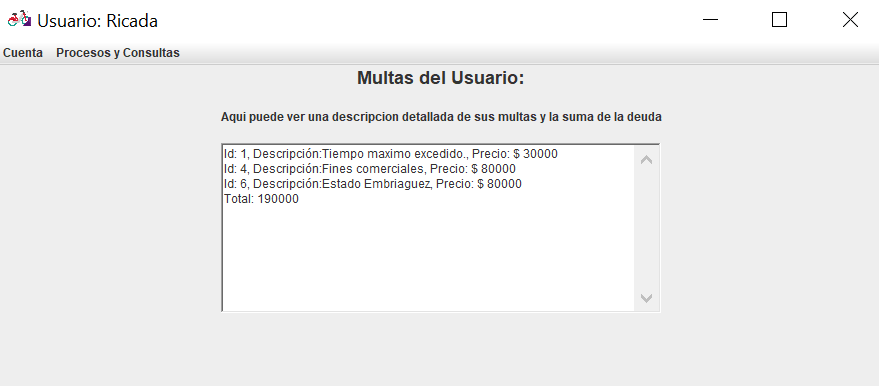 Usuario: Ricada
Cuenta Procesos y Consultas
Multas del Usuario:
Aqui puede ver una descripcion detallada de sus multas y la suma de la deuda
Id: 1, Descripción:Tiempo maximo excedido., Precio: $ 30000
Id: 4, Descripción:Fines comerciales, Precio: $ 80000
Id: 6, Descripción:Estado Embriaguez, Precio: $ 80000
Total: 190000